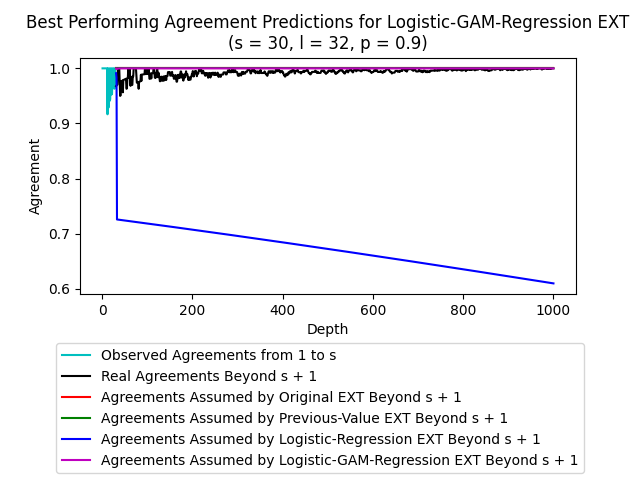 Best Performing Agreement Predictions for Logistic-GAM-Regression EXT
(s = 30, l = 32, p = 0.9)
1.0
0.9
0.8
0.7
0.6
Agreement
0 200 400 600 800 1000
Depth
Observed Agreements from 1 to s
Real Agreements Beyond s + 1
Agreements Assumed by Original EXT Beyond s + 1
Agreements Assumed by Previous-Value EXT Beyond s + 1
Agreements Assumed by Logistic-Regression EXT Beyond s + 1
Agreements Assumed by Logistic-GAM-Regression EXT Beyond s + 1